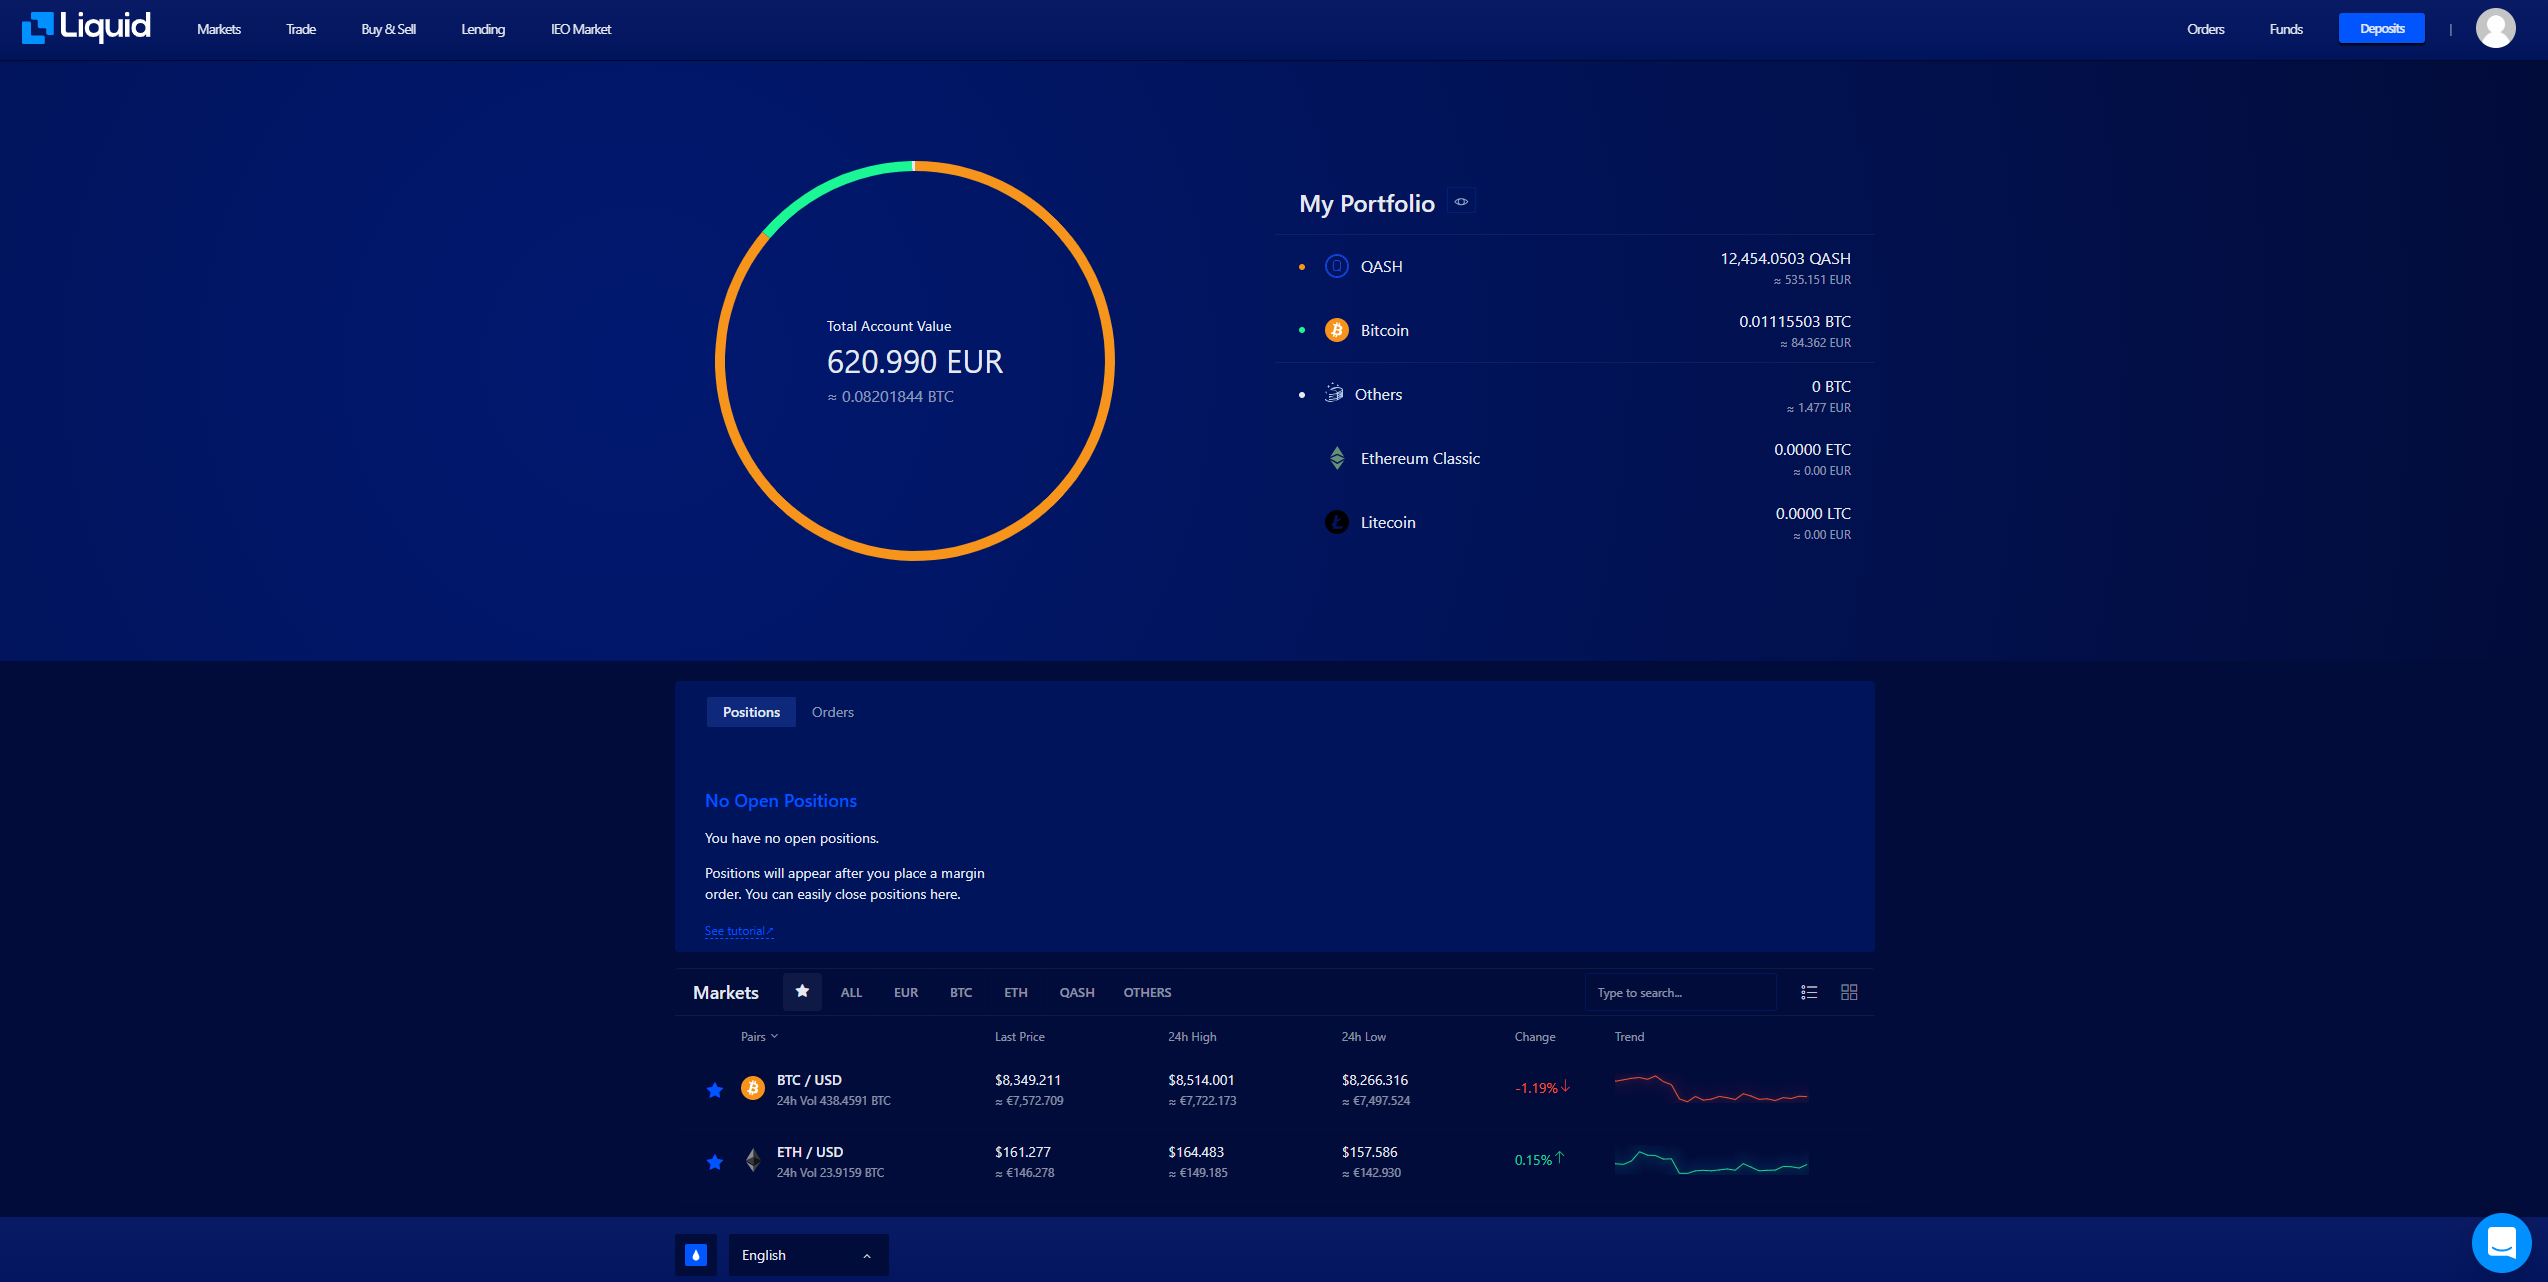 Liquid
Markets
Trade
Buy & Sell
Lending
IEO Market
Orders
Funds
Deposits
|
Total Account Value
620.990 EUR
≈ 0.08201844 BTC
My Portfolio
QASH
12,454.0503 QASH
≈ 535.151 EUR
Bitcoin
0.01115503 BTC
≈ 84.362 EUR
Others
0 BTC
≈ 1.477 EUR
Ethereum Classic
0.0000 ETC
≈ 0.00 EUR
Litecoin
0.0000 LTC
≈ 0.00 EUR
Positions
Orders
No Open Positions
You have no open positions.
Positions will appear after you place a margin
order. You can easily close positions here.
See tutorial↗
Markets
ALL
EUR
BTC
ETH
QASH
OTHERS
Type to search...
Pairs
Last Price
24h High
24h Low
Change
Trend
BTC / USD
24h Vol 438.4591 BTC
$8,349.211
≈ €7,572.709
$8,514.001
≈ €7,722.173
$8,266.316
≈ €7,497.524
-1.19%↓
ETH / USD
24h Vol 23.9159 BTC
$161.277
≈ €146.278
$164.483
≈ €149.185
$157.586
≈ €142.930
0.15%↑
English